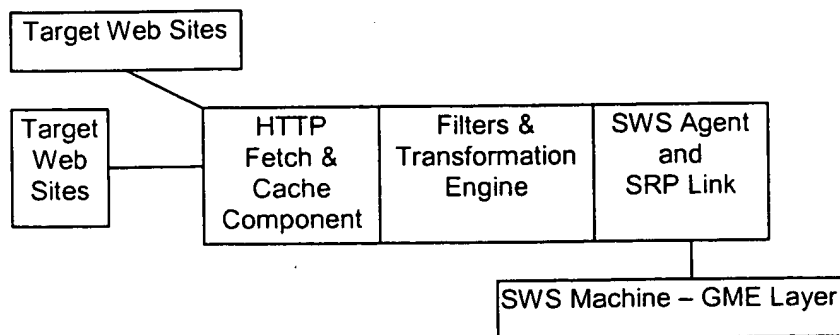 Target Web Sites
Target
Web
Sites
HTTP
Fetch &
Cache
Component
Filters &
Transformation
Engine
SWS Agent
and
SRP Link
SWS Machine – GME Layer